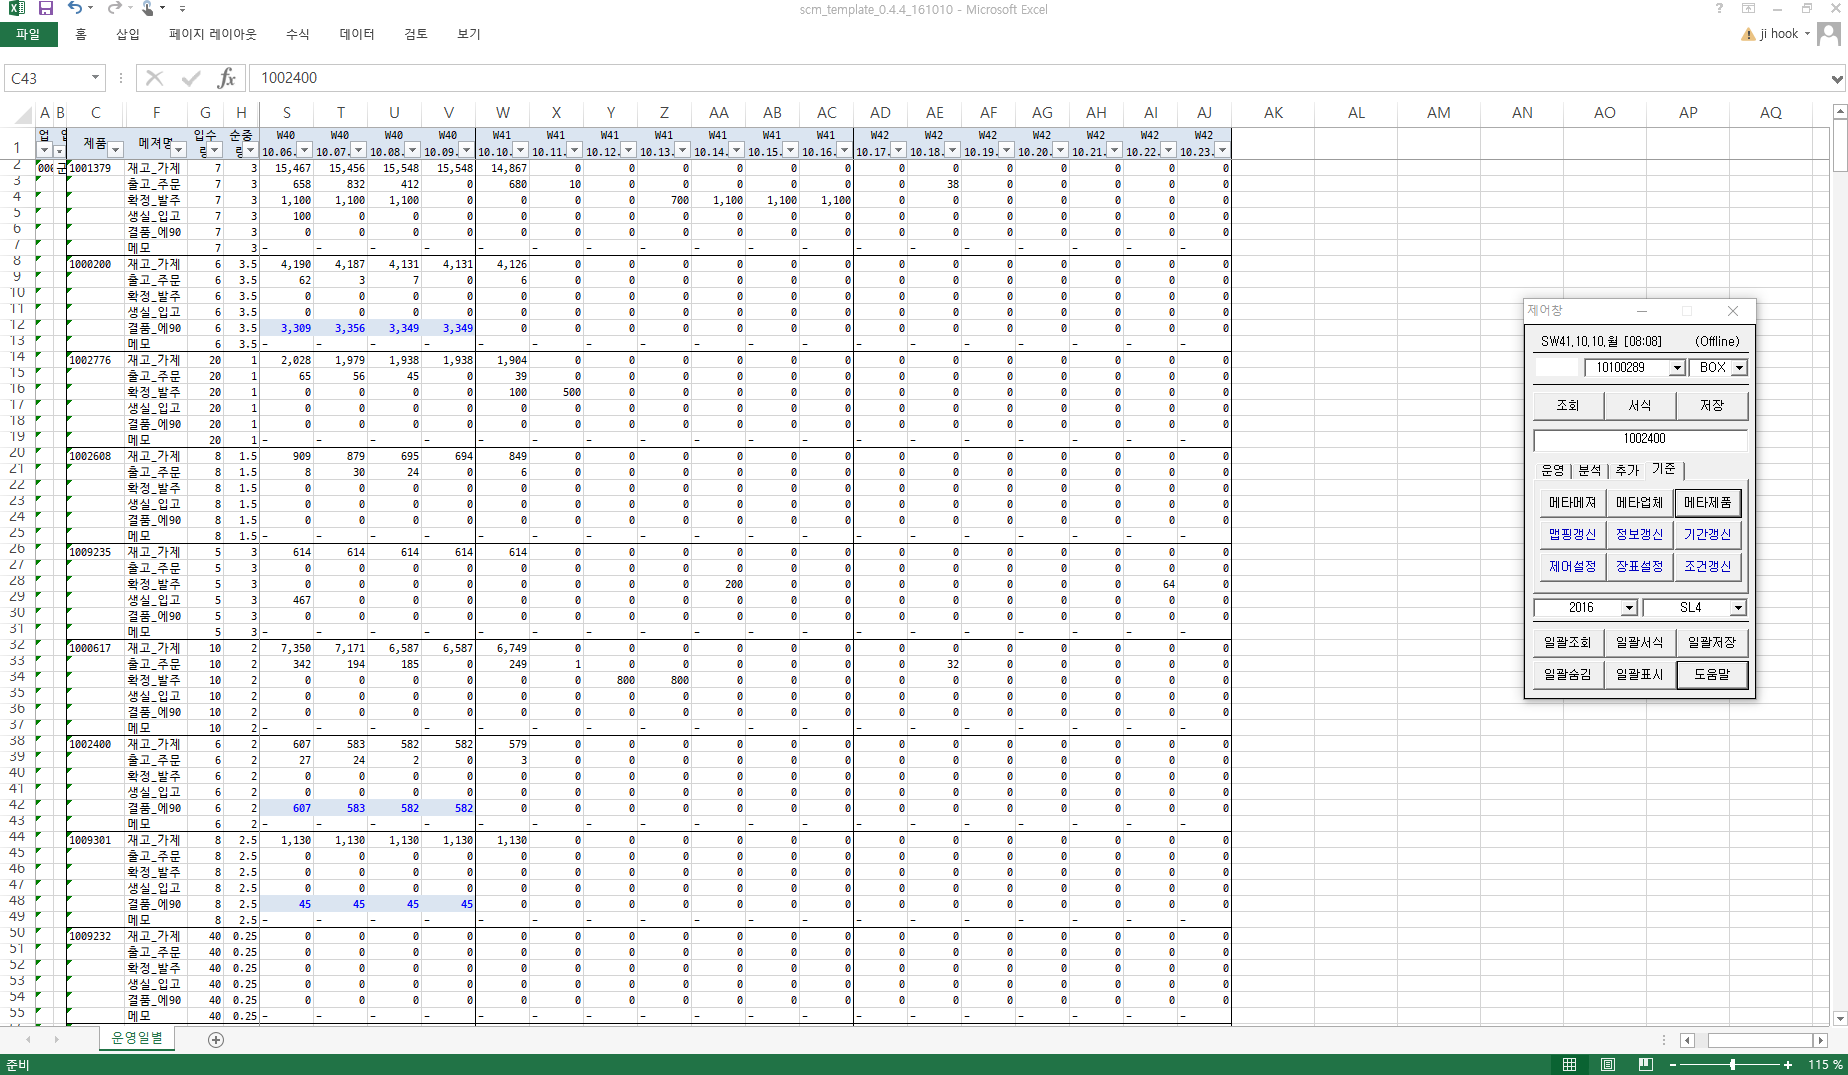 scm_template_0.4.4_161010 - Microsoft Excel
파일 홈 삽입 페이지 레이아웃 수식 데이터 검토 보기
ji hook
C43 1002400
A B C F G H S T U V W X Y Z AA AB AC AD AE AF AG AH AI AJ AK AL AM AN AO AP AQ
업 제품 메져명 입수 순중 W40 W40 W40 W40 W41 W41 W41 W41 W41 W41 W41 W42 W42 W42 W42 W42 W42 W42
1 10.06. 10.07. 10.08. 10.09. 10.10. 10.11. 10.12. 10.13. 10.14. 10.15. 10.16. 10.17. 10.18. 10.19. 10.20. 10.21. 10.22. 10.23.
2 1001379 재고_가제 7 3 15,467 15,456 15,548 15,548 14,867 0 0 0 0 0 0 0 0 0 0 0 0 0
3 출고_주문 7 3 658 832 412 0 680 10 0 0 0 0 0 0 38 0 0 0 0 0
4 확정_발주 7 3 1,100 1,100 1,100 0 0 0 0 700 1,100 1,100 1,100 0 0 0 0 0 0 0
5 생실_입고 7 3 100 0 0 0 0 0 0 0 0 0 0 0 0 0 0 0 0 0
6 결품_에90 7 3 0 0 0 0 0 0 0 0 0 0 0 0 0 0 0 0 0 0
7 메모 7 3 - - - - - - - - - - - - - - - - - -
8 1000200 재고_가제 6 3.5 4,190 4,187 4,131 4,131 4,126 0 0 0 0 0 0 0 0 0 0 0 0 0
9 출고_주문 6 3.5 62 3 7 0 6 0 0 0 0 0 0 0 0 0 0 0 0 0
10 확정_발주 6 3.5 0 0 0 0 0 0 0 0 0 0 0 0 0 0 0 0 0 0
11 생실_입고 6 3.5 0 0 0 0 0 0 0 0 0 0 0 0 0 0 0 0 0 0
12 결품_에90 6 3.5 3,309 3,356 3,349 3,349 0 0 0 0 0 0 0 0 0 0 0 0 0 0
13 메모 6 3.5 - - - - - - - - - - - - - - - - - -
14 1002776 재고_가제 20 1 2,028 1,979 1,938 1,938 1,904 0 0 0 0 0 0 0 0 0 0 0 0 0
15 출고_주문 20 1 65 56 45 0 39 0 0 0 0 0 0 0 0 0 0 0 0 0
16 확정_발주 20 1 0 0 0 0 100 500 0 0 0 0 0 0 0 0 0 0 0 0
17 생실_입고 20 1 0 0 0 0 0 0 0 0 0 0 0 0 0 0 0 0 0 0
18 결품_에90 20 1 0 0 0 0 0 0 0 0 0 0 0 0 0 0 0 0 0 0
19 메모 20 1 - - - - - - - - - - - - - - - - - -
20 1002608 재고_가제 8 1.5 909 879 695 694 849 0 0 0 0 0 0 0 0 0 0 0 0 0
21 출고_주문 8 1.5 8 30 24 0 6 0 0 0 0 0 0 0 0 0 0 0 0 0
22 확정_발주 8 1.5 0 0 0 0 0 0 0 0 0 0 0 0 0 0 0 0 0 0
23 생실_입고 8 1.5 0 0 0 0 0 0 0 0 0 0 0 0 0 0 0 0 0 0
24 결품_에90 8 1.5 0 0 0 0 0 0 0 0 0 0 0 0 0 0 0 0 0 0
25 메모 8 1.5 - - - - - - - - - - - - - - - - - -
26 1009235 재고_가제 5 3 614 614 614 614 614 0 0 0 0 0 0 0 0 0 0 0 0 0
27 출고_주문 5 3 0 0 0 0 0 0 0 0 0 0 0 0 0 0 0 0 0 0
28 확정_발주 5 3 0 0 0 0 0 0 0 0 200 0 0 0 0 0 0 0 64 0
29 생실_입고 5 3 467 0 0 0 0 0 0 0 0 0 0 0 0 0 0 0 0 0
30 결품_에90 5 3 0 0 0 0 0 0 0 0 0 0 0 0 0 0 0 0 0 0
31 메모 5 3 - - - - - - - - - - - - - - - - - -
32 1000617 재고_가제 10 2 7,350 7,171 6,587 6,587 6,749 0 0 0 0 0 0 0 0 0 0 0 0 0
33 출고_주문 10 2 342 194 185 0 249 1 0 0 0 0 0 0 32 0 0 0 0 0
34 확정_발주 10 2 0 0 0 0 0 0 800 800 0 0 0 0 0 0 0 0 0 0
35 생실_입고 10 2 0 0 0 0 0 0 0 0 0 0 0 0 0 0 0 0 0 0
36 결품_에90 10 2 0 0 0 0 0 0 0 0 0 0 0 0 0 0 0 0 0 0
37 메모 10 2 - - - - - - - - - - - - - - - - - -
38 1002400 재고_가제 6 2 607 583 582 582 579 0 0 0 0 0 0 0 0 0 0 0 0 0
39 출고_주문 6 2 27 24 2 0 3 0 0 0 0 0 0 0 0 0 0 0 0 0
40 확정_발주 6 2 0 0 0 0 0 0 0 0 0 0 0 0 0 0 0 0 0 0
41 생실_입고 6 2 0 0 0 0 0 0 0 0 0 0 0 0 0 0 0 0 0 0
42 결품_에90 6 2 607 583 582 582 0 0 0 0 0 0 0 0 0 0 0 0 0 0
43 메모 6 2 - - - - - - - - - - - - - - - - - -
44 1009301 재고_가제 8 2.5 1,130 1,130 1,130 1,130 1,130 0 0 0 0 0 0 0 0 0 0 0 0 0
45 출고_주문 8 2.5 0 0 0 0 0 0 0 0 0 0 0 0 0 0 0 0 0 0
46 확정_발주 8 2.5 0 0 0 0 0 0 0 0 0 0 0 0 0 0 0 0 0 0
47 생실_입고 8 2.5 0 0 0 0 0 0 0 0 0 0 0 0 0 0 0 0 0 0
48 결품_에90 8 2.5 45 45 45 45 0 0 0 0 0 0 0 0 0 0 0 0 0 0
49 메모 8 2.5 - - - - - - - - - - - - - - - - - -
50 1009232 재고_가제 40 0.25 0 0 0 0 0 0 0 0 0 0 0 0 0 0 0 0 0 0
51 출고_주문 40 0.25 0 0 0 0 0 0 0 0 0 0 0 0 0 0 0 0 0 0
52 확정_발주 40 0.25 0 0 0 0 0 0 0 0 0 0 0 0 0 0 0 0 0 0
53 생실_입고 40 0.25 0 0 0 0 0 0 0 0 0 0 0 0 0 0 0 0 0 0
54 결품_에90 40 0.25 0 0 0 0 0 0 0 0 0 0 0 0 0 0 0 0 0 0
55 메모 40 0.25 - - - - - - - - - - - - - - - - - -
제어창
SW41.10.10.월 [08:08] (Offline)
10100289 BOX
조회 서식 저장
1002400
운영 분석 추가 기준
메타메져 메타업체 메타제품
맵핑갱신 정보갱신 기간갱신
제어설정 장표설정 조건갱신
2016 SL4
일괄조회 일괄서식 일괄저장
일괄숨김 일괄표시 도움말
운영일별
준비 115 %